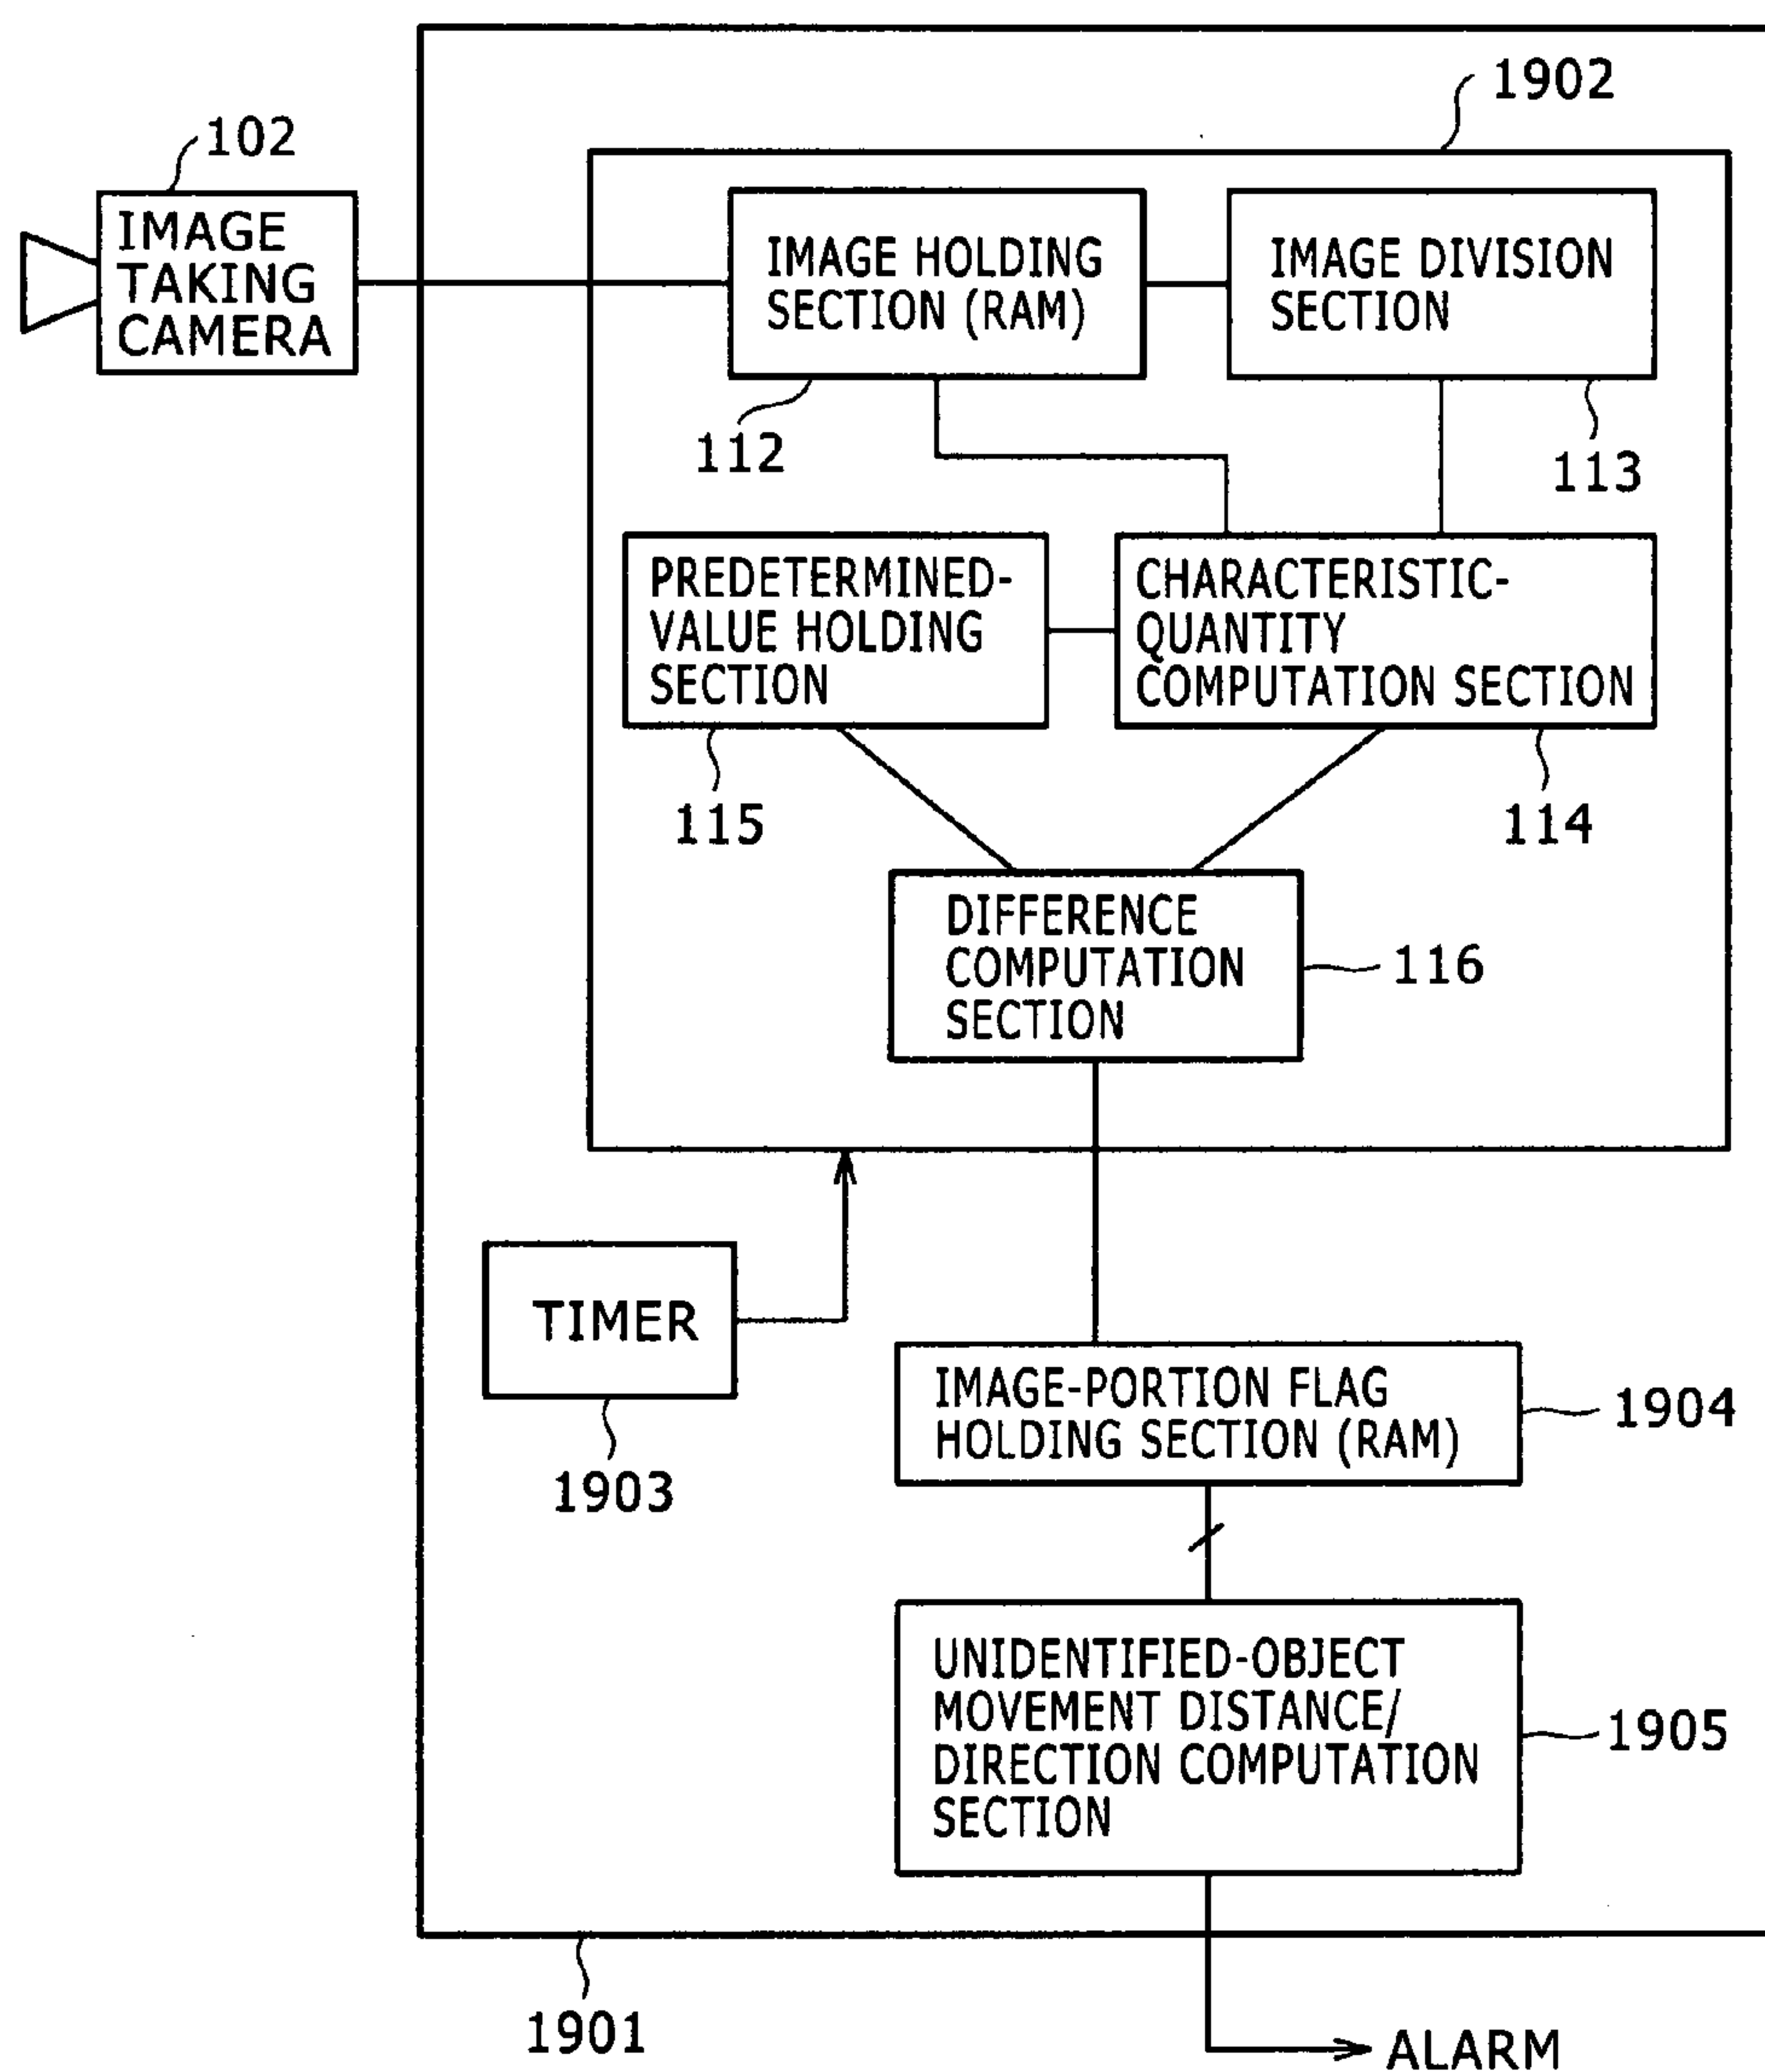 1902
102
IMAGE
TAKING
CAMERA
IMAGE HOLDING
SECTION (RAM)
IMAGE DIVISION
SECTION
112
113
PREDETERMINED-
VALUE HOLDING
SECTION
CHARACTERISTIC-
QUANTITY
COMPUTATION SECTION
115
114
DIFFERENCE
COMPUTATION
SECTION
116
TIMER
1903
IMAGE-PORTION FLAG
HOLDING SECTION (RAM)
1904
UNIDENTIFIED-OBJECT
MOVEMENT DISTANCE/
DIRECTION COMPUTATION
SECTION
1905
1901
ALARM